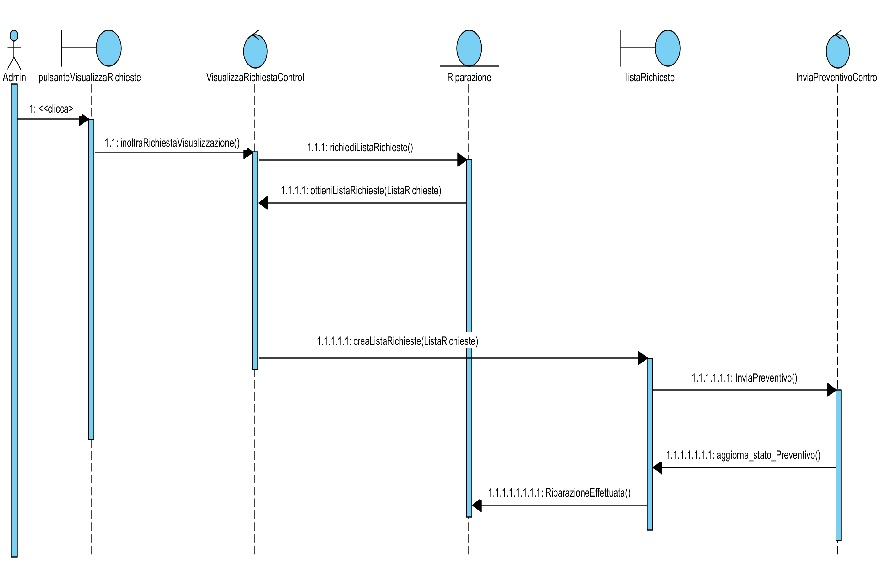 Admin
pulsanteVisualizzaRichieste
VisualizzaRichiestaControl
Riparazione
listaRichieste
InviaPreventivoContro
1: <<clicca>
1.1: inoltraRichiestaVisualizzazione()
1.1.1: richiediListaRichieste()
1.1.1.1: ottieniListaRichieste(ListaRichieste)
1.1.1.1.1: creaListaRichieste(ListaRichieste)
1.1.1.1.1.1: InviaPreventivo()
1.1.1.1.1.1.1: aggiorna_stato_Preventivo()
1.1.1.1.1.1.1.1: RiparazioneEffettuata()